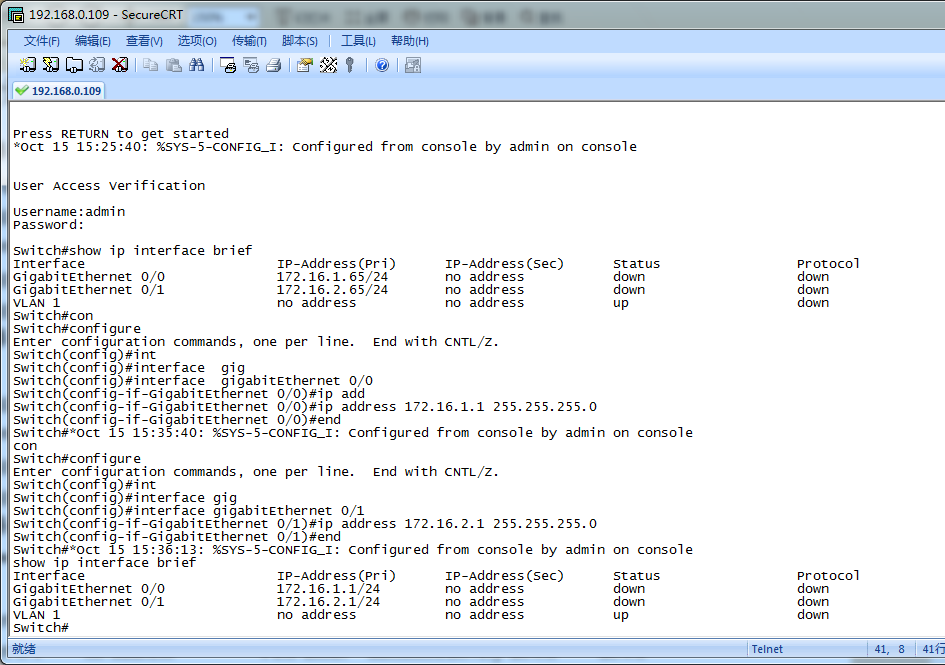 192.168.0.109 - SecureCRT
文件(F) 编辑(E) 查看(V) 选项(O) 传输(T) 脚本(S) 工具(L) 帮助(H)
192.168.0.109
Press RETURN to get started
*Oct 15 15:25:40: %SYS-5-CONFIG_I: Configured from console by admin on console
User Access Verification
Username:admin
Password:
Switch#show ip interface brief
Interface                        IP-Address(Pri)      IP-Address(Sec)      Status                 Protocol
GigabitEthernet 0/0              172.16.1.65/24       no address           down                   down
GigabitEthernet 0/1              172.16.2.65/24       no address           down                   down
VLAN 1                           no address           no address           up                     down
Switch#con
Switch#configure
Enter configuration commands, one per line.  End with CNTL/Z.
Switch(config)#int
Switch(config)#interface  gig
Switch(config)#interface  gigabitEthernet 0/0
Switch(config-if-GigabitEthernet 0/0)#ip add
Switch(config-if-GigabitEthernet 0/0)#ip address 172.16.1.1 255.255.255.0
Switch(config-if-GigabitEthernet 0/0)#end
Switch#*Oct 15 15:35:40: %SYS-5-CONFIG_I: Configured from console by admin on console
con
Switch#configure
Enter configuration commands, one per line.  End with CNTL/Z.
Switch(config)#int
Switch(config)#interface gig
Switch(config)#interface gigabitEthernet 0/1
Switch(config-if-GigabitEthernet 0/1)#ip address 172.16.2.1 255.255.255.0
Switch(config-if-GigabitEthernet 0/1)#end
Switch#*Oct 15 15:36:13: %SYS-5-CONFIG_I: Configured from console by admin on console
show ip interface brief
Interface                        IP-Address(Pri)      IP-Address(Sec)      Status                 Protocol
GigabitEthernet 0/0              172.16.1.1/24        no address           down                   down
GigabitEthernet 0/1              172.16.2.1/24        no address           down                   down
VLAN 1                           no address           no address           up                     down
Switch#
就绪 Telnet 41, 8 41行